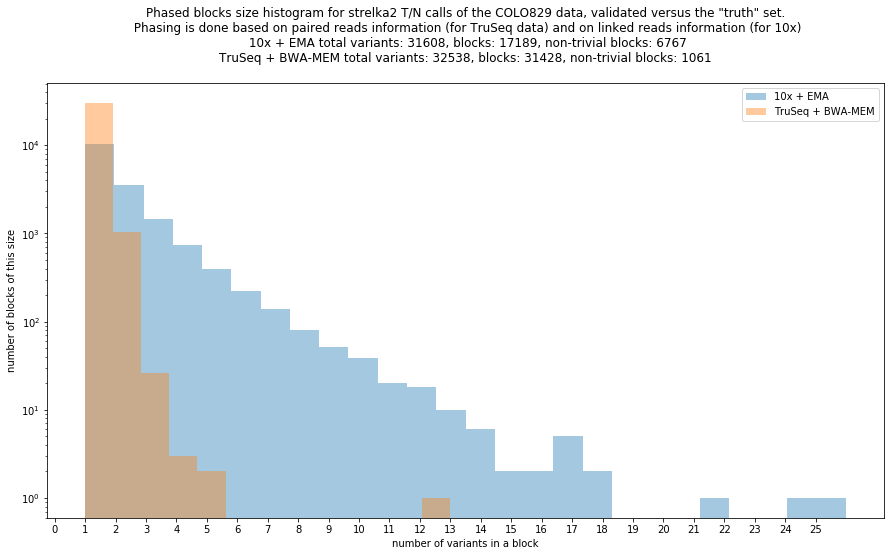 Phased blocks size histogram for strelka2 T/N calls of the COLO829 data, validated versus the "truth" set.
Phasing is done based on paired reads information (for TruSeq data) and on linked reads information (for 10x)
10x + EMA total variants: 31608, blocks: 17189, non-trivial blocks: 6767
TruSeq + BWA-MEM total variants: 32538, blocks: 31428, non-trivial blocks: 1061
10x + EMA
TruSeq + BWA-MEM
number of blocks of this size
10⁴
10³
10²
10¹
10⁰
0 1 2 3 4 5 6 7 8 9 10 11 12 13 14 15 16 17 18 19 20 21 22 23 24 25
number of variants in a block